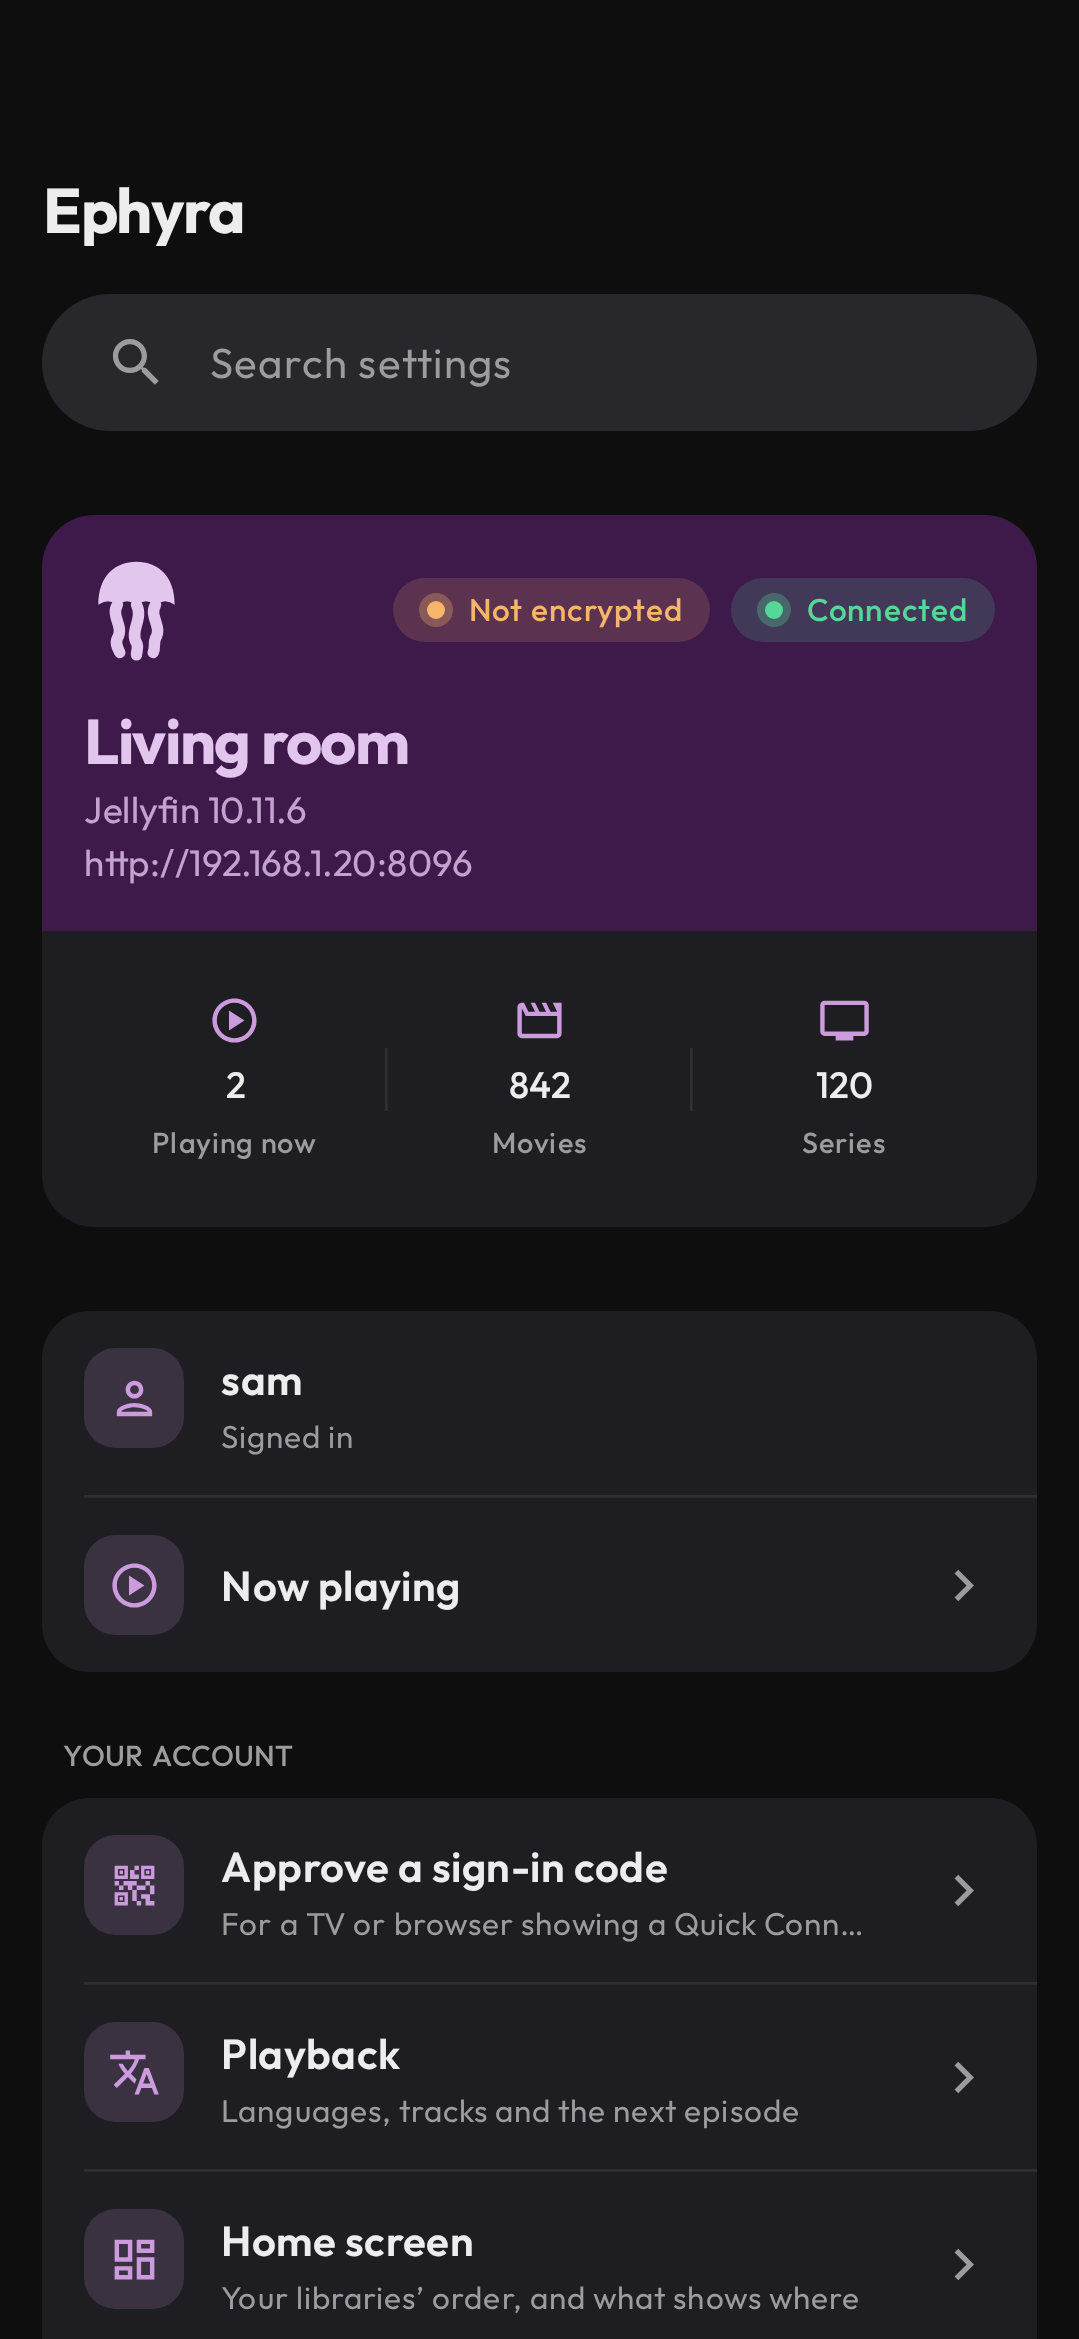 Ephyra
Search settings
Not encrypted
Connected
Living room
Jellyfin 10.11.6
http://192.168.1.20:8096
2
842
120
Playing now
Movies
Series
sam
Signed in
Now playing
YOUR ACCOUNT
Approve a sign-in code
For a TV or browser showing a Quick Conn…
Playback
Languages, tracks and the next episode
Home screen
Your libraries’ order, and what shows where